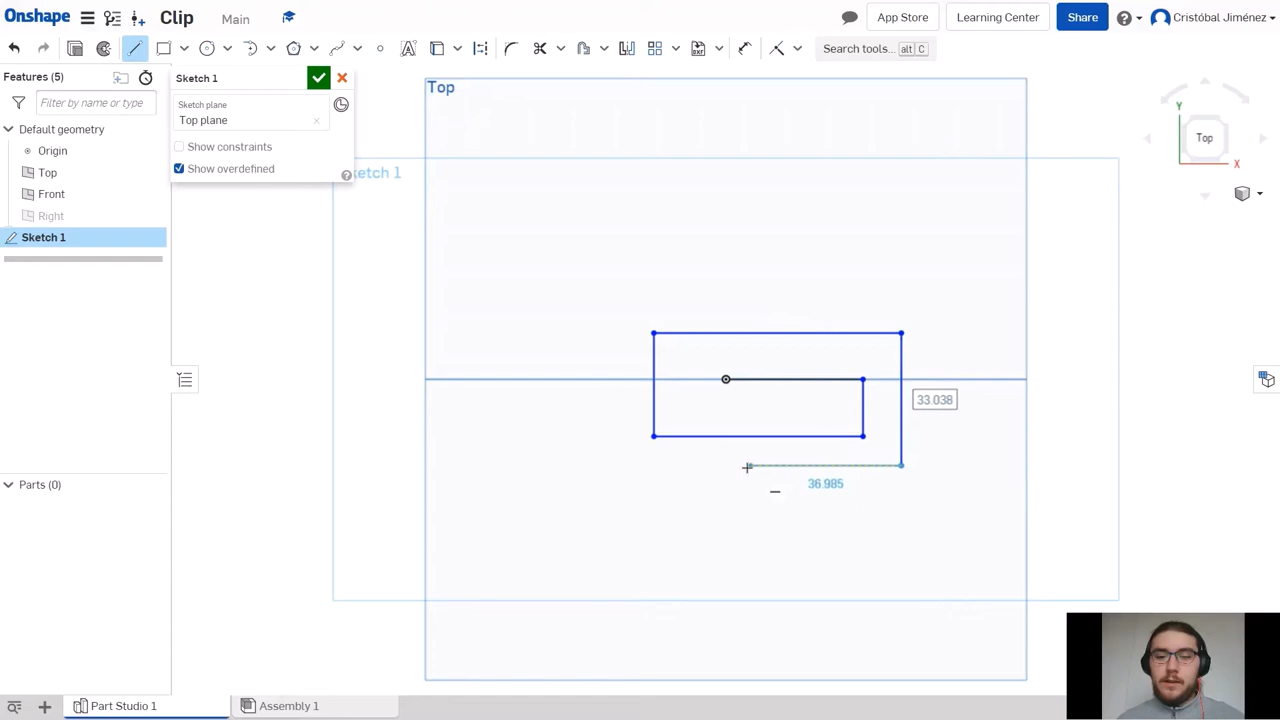 Onshape
Clip
Main
App Store
Learning Center
Share
Cristóbal Jiménez
Search tools...
alt
C
Features (5)
Filter by name or type
Default geometry
Origin
Top
Front
Right
Sketch 1
Sketch 1
Sketch plane
Top plane
Show constraints
Show overdefined
Top
ketch 1
Y
Top
X
33.038
36.985
Parts (0)
Part Studio 1
Assembly 1